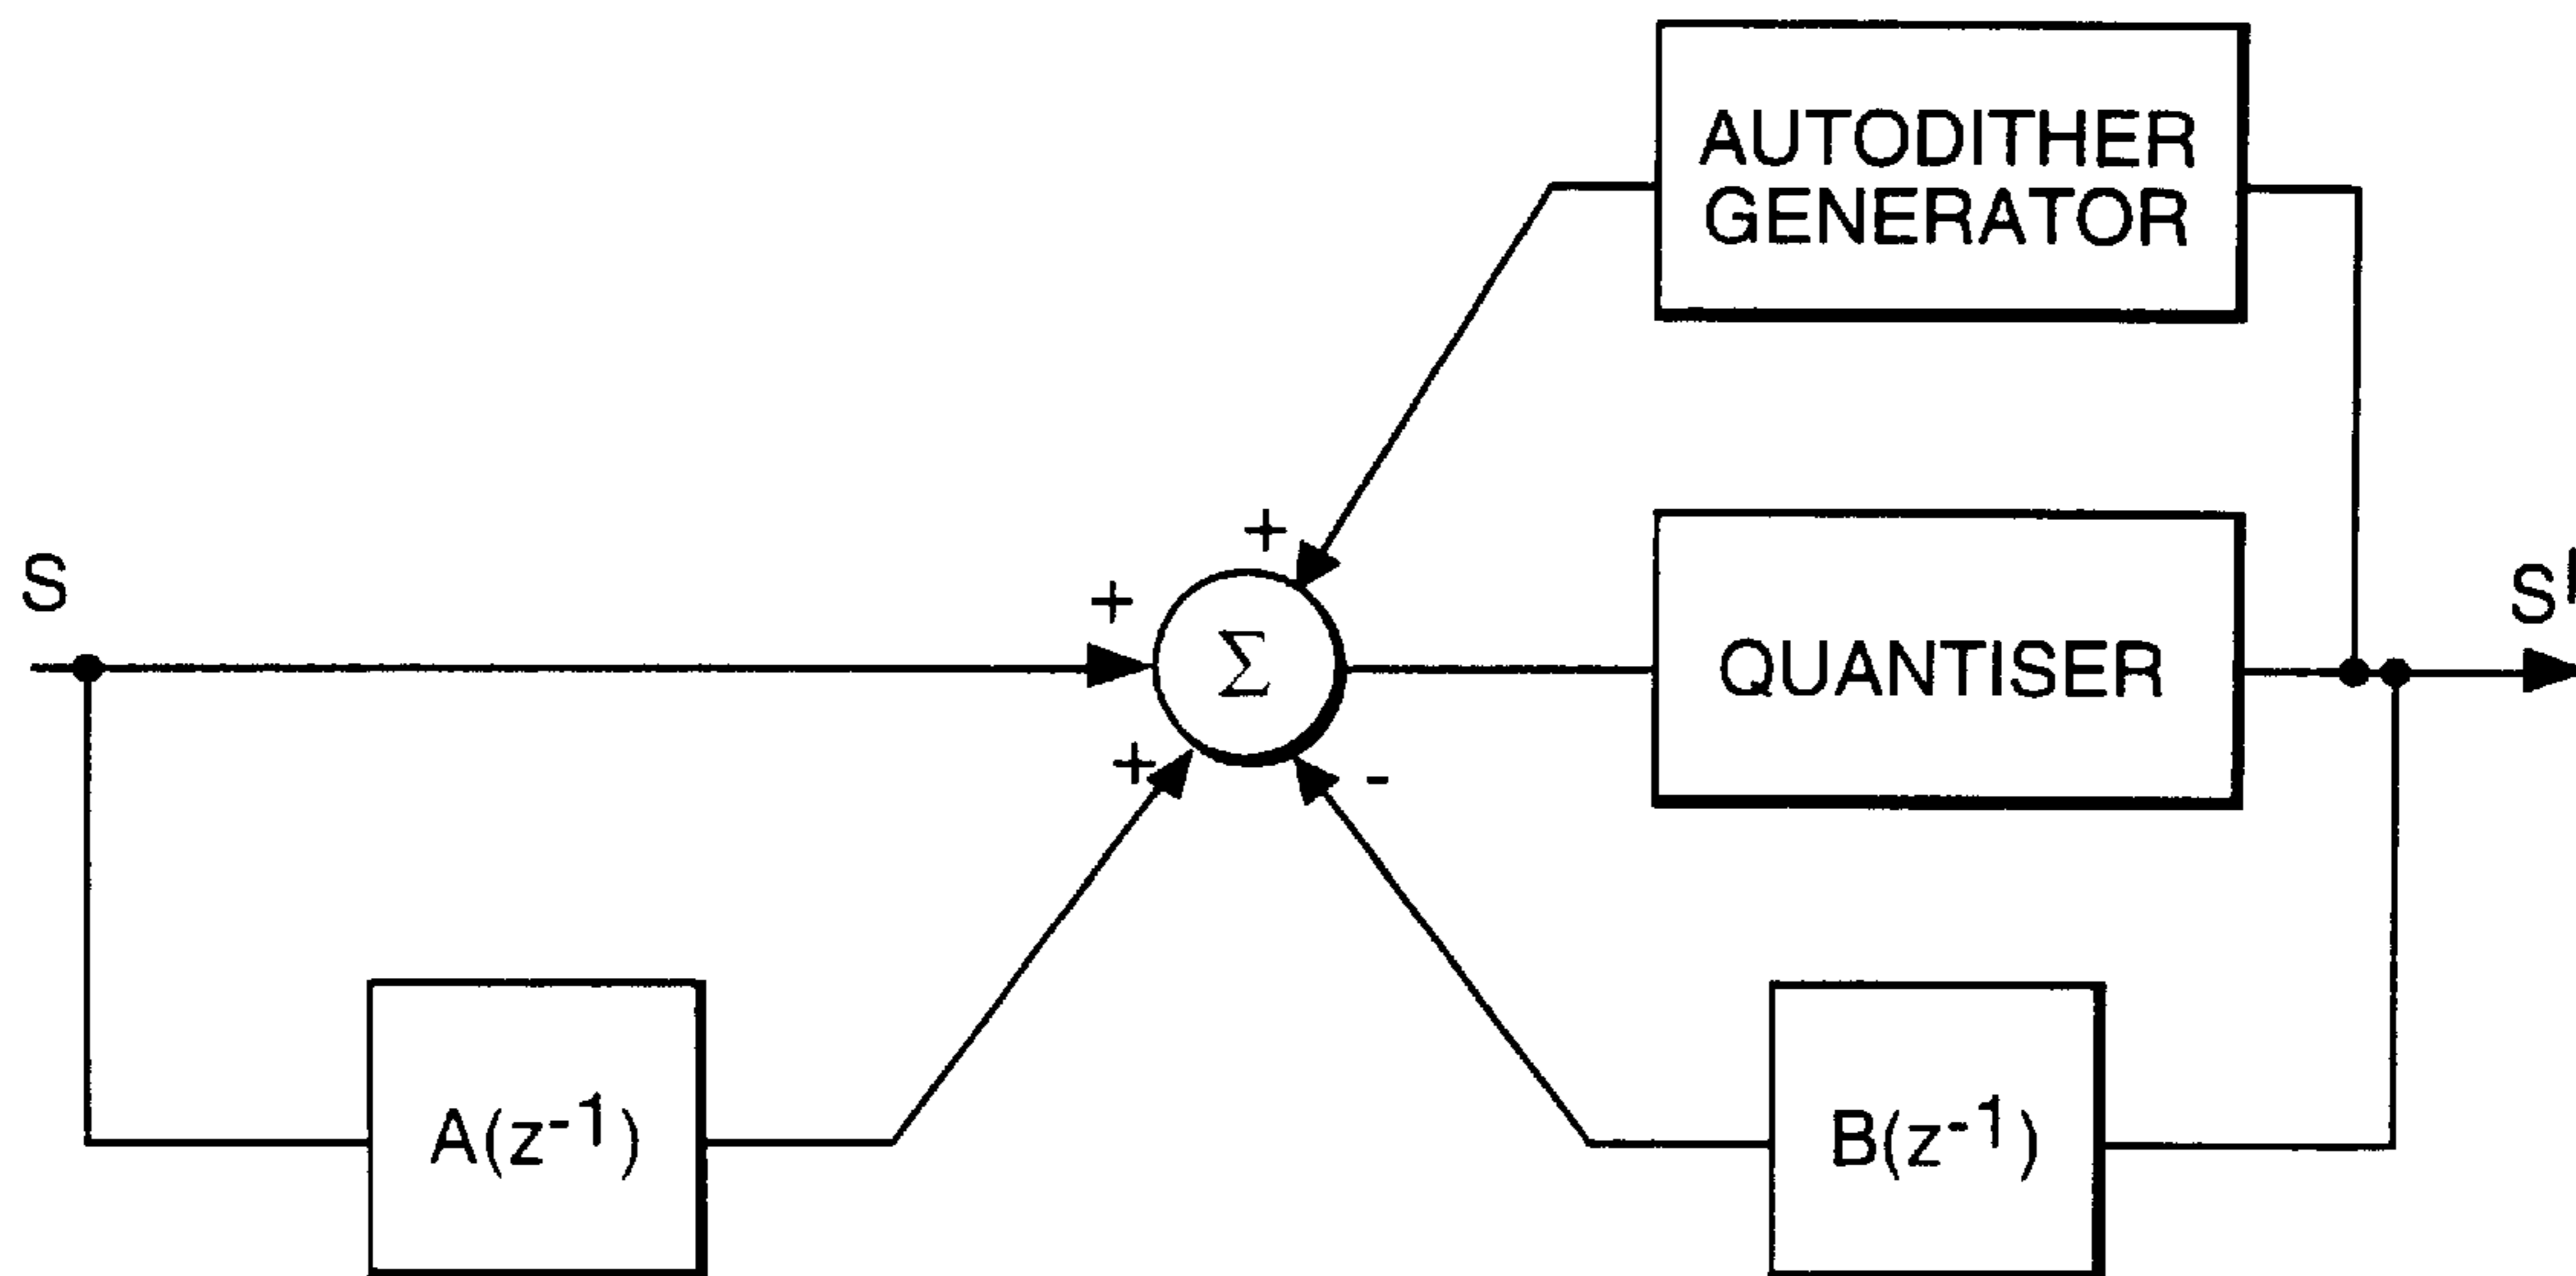 AUTODITHER
GENERATOR
+
S
+
Σ
QUANTISER
S'
+
-
A(z⁻¹)
B(z⁻¹)